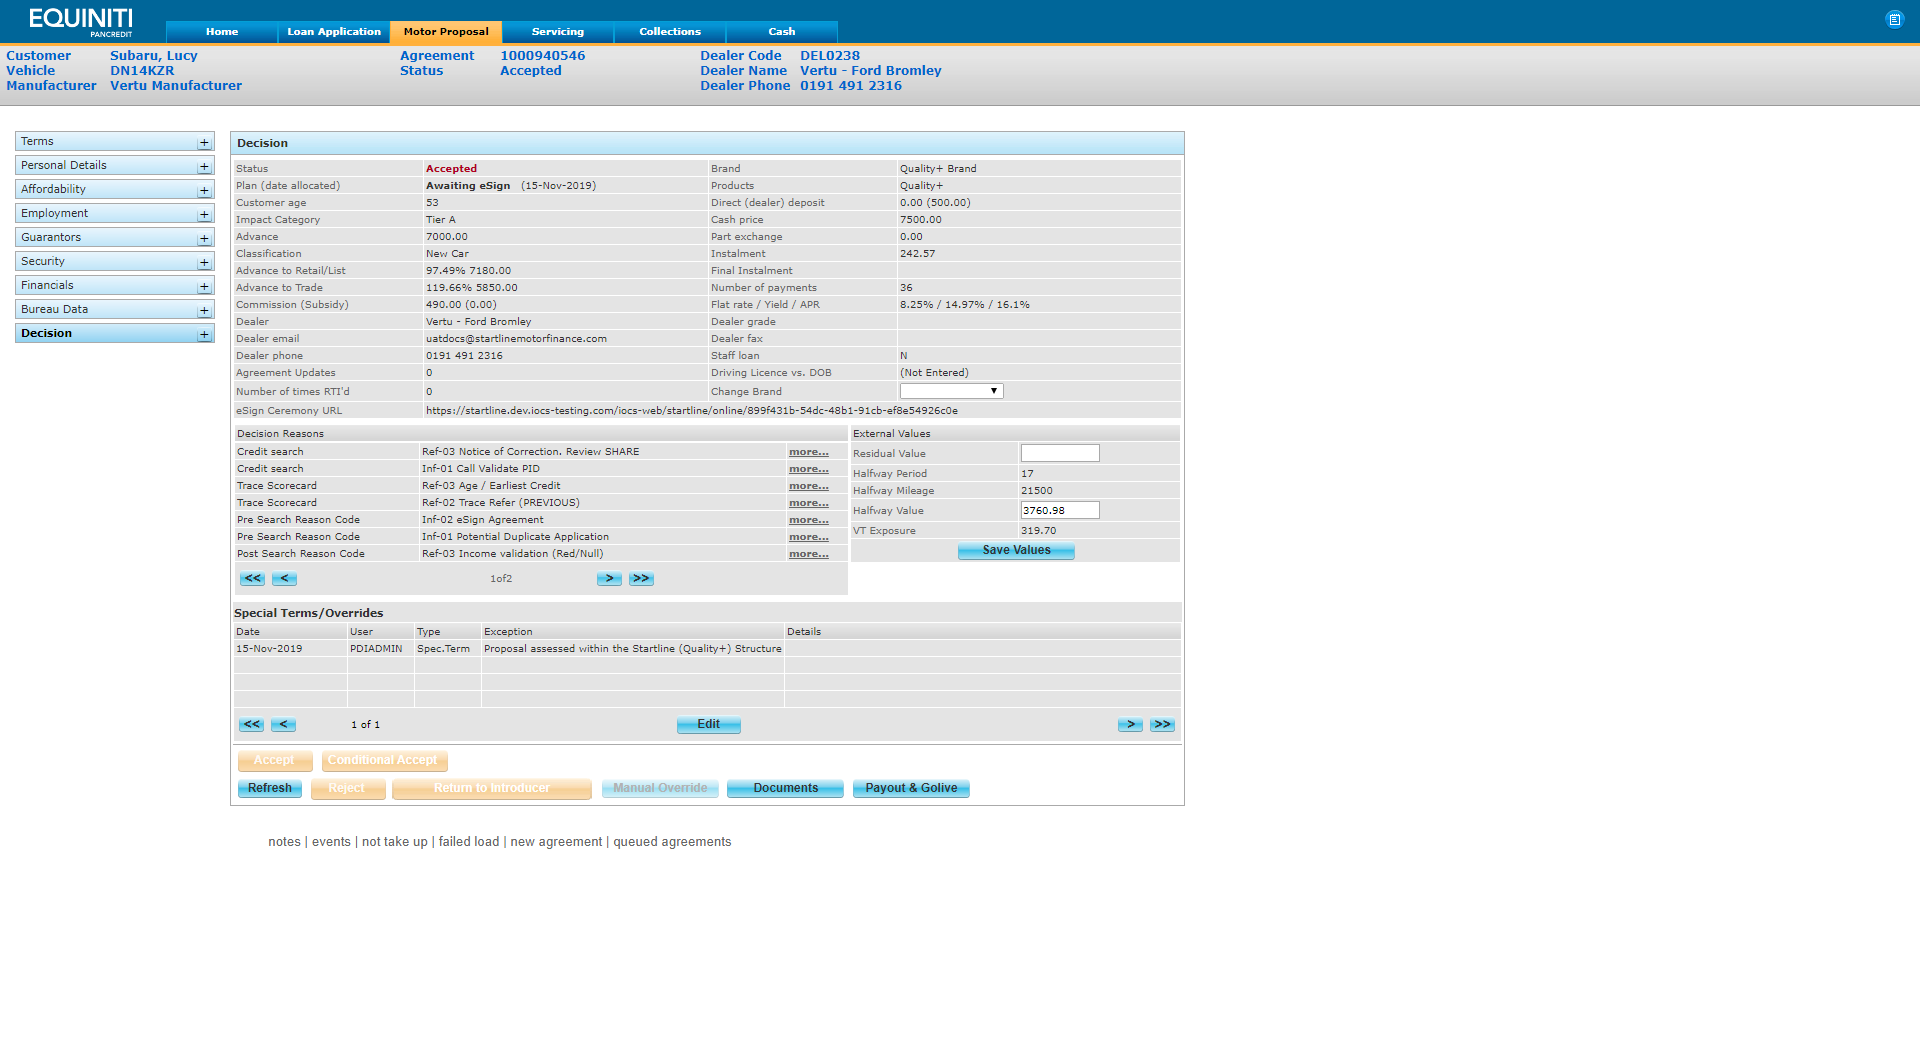 EQUINITI
PANCREDIT
Home Loan Application Motor Proposal Servicing Collections Cash
Customer Subaru, Lucy Agreement 1000940546 Dealer Code DEL0238
Vehicle DN14KZR Status Accepted Dealer Name Vertu - Ford Bromley
Manufacturer Vertu Manufacturer Dealer Phone 0191 491 2316
Terms +
Personal Details +
Affordability +
Employment +
Guarantors +
Security +
Financials +
Bureau Data +
Decision +
Decision
Status Accepted Brand Quality+ Brand
Plan (date allocated) Awaiting eSign (15-Nov-2019) Products Quality+
Customer age 53 Direct (dealer) deposit 0.00 (500.00)
Impact Category Tier A Cash price 7500.00
Advance 7000.00 Part exchange 0.00
Classification New Car Instalment 242.57
Advance to Retail/List 97.49% 7180.00 Final Instalment
Advance to Trade 119.66% 5850.00 Number of payments 36
Commission (Subsidy) 490.00 (0.00) Flat rate / Yield / APR 8.25% / 14.97% / 16.1%
Dealer Vertu - Ford Bromley Dealer grade
Dealer email uatdocs@startlinemotorfinance.com Dealer fax
Dealer phone 0191 491 2316 Staff loan N
Agreement Updates 0 Driving Licence vs. DOB (Not Entered)
Number of times RTI'd 0 Change Brand
eSign Ceremony URL https://startline.dev.iocs-testing.com/iocs-web/startline/online/899f431b-54dc-48b1-91cb-ef8e54926c0e
Decision Reasons
Credit search Ref-03 Notice of Correction. Review SHARE more...
Credit search Inf-01 Call Validate PID more...
Trace Scorecard Ref-03 Age / Earliest Credit more...
Trace Scorecard Ref-02 Trace Refer (PREVIOUS) more...
Pre Search Reason Code Inf-02 eSign Agreement more...
Pre Search Reason Code Inf-01 Potential Duplicate Application more...
Post Search Reason Code Ref-03 Income validation (Red/Null) more...
<< < 1of2 > >>
External Values
Residual Value
Halfway Period 17
Halfway Mileage 21500
Halfway Value 3760.98
VT Exposure 319.70
Save Values
Special Terms/Overrides
Date User Type Exception Details
15-Nov-2019 PDIADMIN Spec.Term Proposal assessed within the Startline (Quality+) Structure
<< < 1 of 1 Edit > >>
Accept Conditional Accept
Refresh Reject Return to Introducer Manual Override Documents Payout & Golive
notes | events | not take up | failed load | new agreement | queued agreements